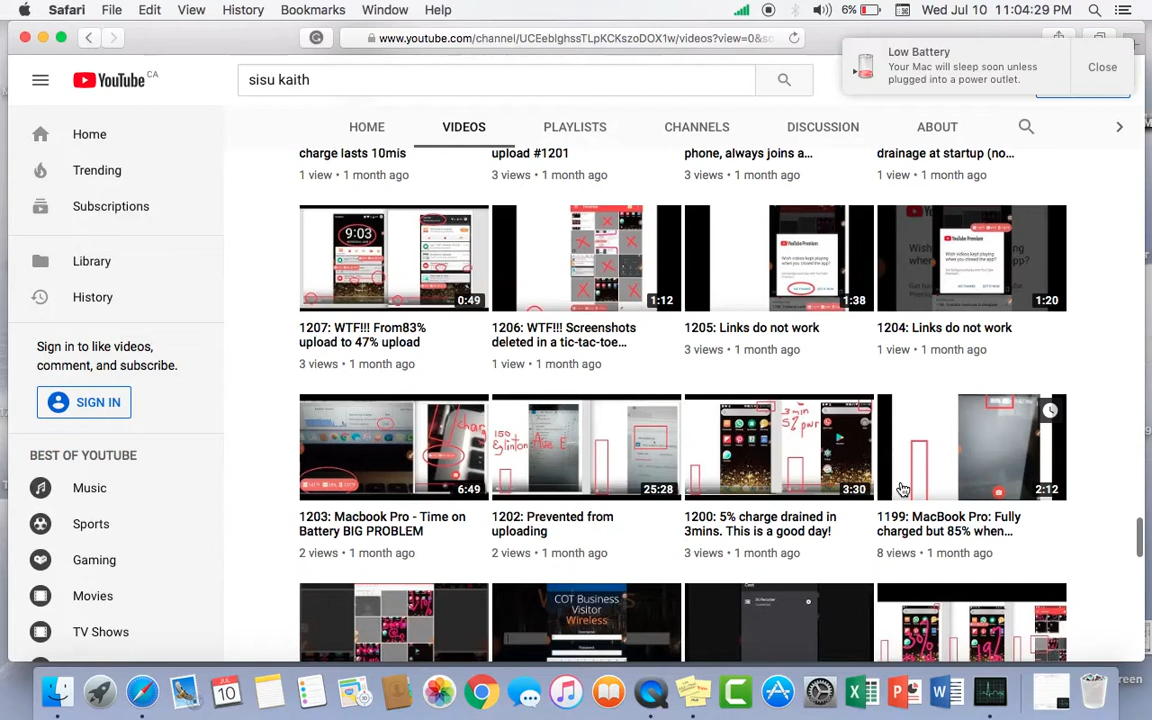 Safari File Edit View History Bookmarks Window Help 6% Wed Jul 10 11:04:29 PM
www.youtube.com/channel/UCEeblghssTLpKCKszoDOX1w/videos?view=0&
Low Battery
Your Mac will sleep soon unless
plugged into a power outlet.
Close
YouTube CA
sisu kaith
HOME VIDEOS PLAYLISTS CHANNELS DISCUSSION ABOUT
Home
Trending
Subscriptions
Library
History
Sign in to like videos,
comment, and subscribe.
SIGN IN
BEST OF YOUTUBE
Music
Sports
Gaming
Movies
TV Shows
charge lasts 10mis
1 view • 1 month ago
upload #1201
3 views • 1 month ago
phone, always joins a...
3 views • 1 month ago
drainage at startup (no...
1 view • 1 month ago
9:03
0:49
1207: WTF!!! From83%
upload to 47% upload
3 views • 1 month ago
1:12
1206: WTF!!! Screenshots
deleted in a tic-tac-toe...
1 view • 1 month ago
YouTube Premium
1:38
1205: Links do not work
3 views • 1 month ago
YouTube Premium
1:20
1204: Links do not work
1 view • 1 month ago
6:49
1203: Macbook Pro - Time on
Battery BIG PROBLEM
2 views • 1 month ago
150
Eglinton Ave E
25:28
1202: Prevented from
uploading
2 views • 1 month ago
3 min
5% pwr
3:30
1200: 5% charge drained in
3mins. This is a good day!
3 views • 1 month ago
2:12
1199: MacBook Pro: Fully
charged but 85% when...
8 views • 1 month ago
COT Business
Visitor
Wireless